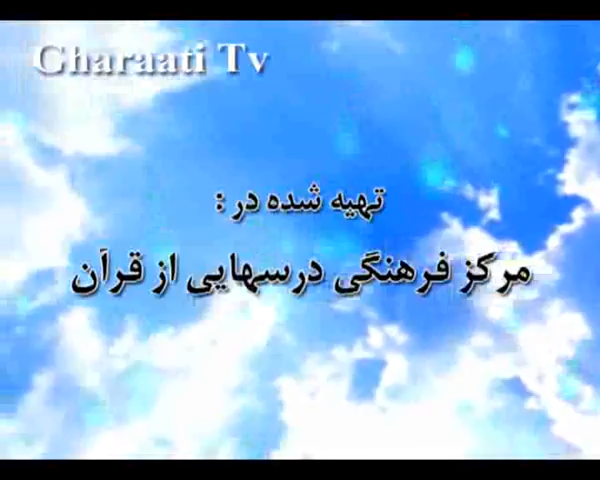 Gharaati Tv
تهیه شده در :
مرکز فرهنگی درسهایی از قرآن